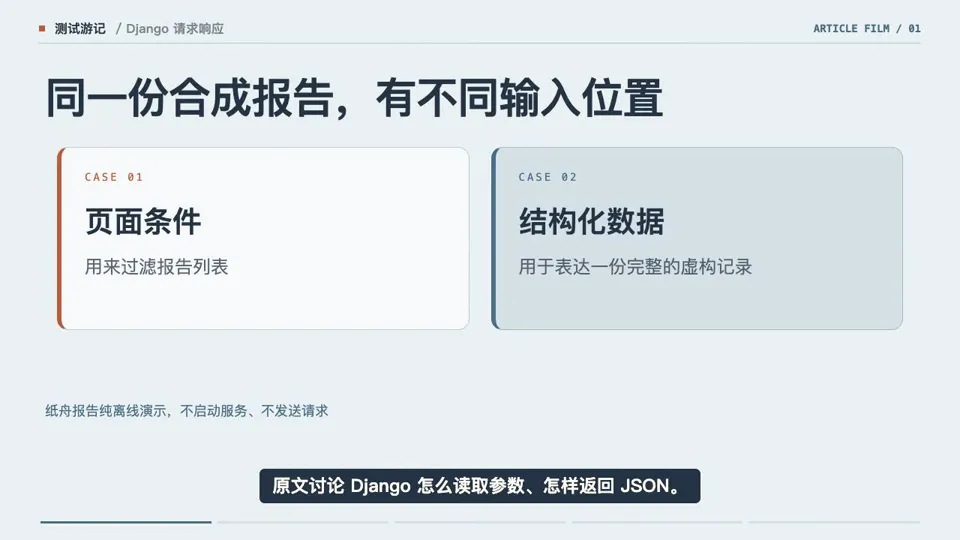 测试游记 / Django 请求响应
ARTICLE FILM / 01
同一份合成报告，有不同输入位置
CASE 01
页面条件
用来过滤报告列表
CASE 02
结构化数据
用于表达一份完整的虚构记录
纸舟报告纯离线演示，不启动服务、不发送请求
原文讨论 Django 怎么读取参数、怎样返回 JSON。